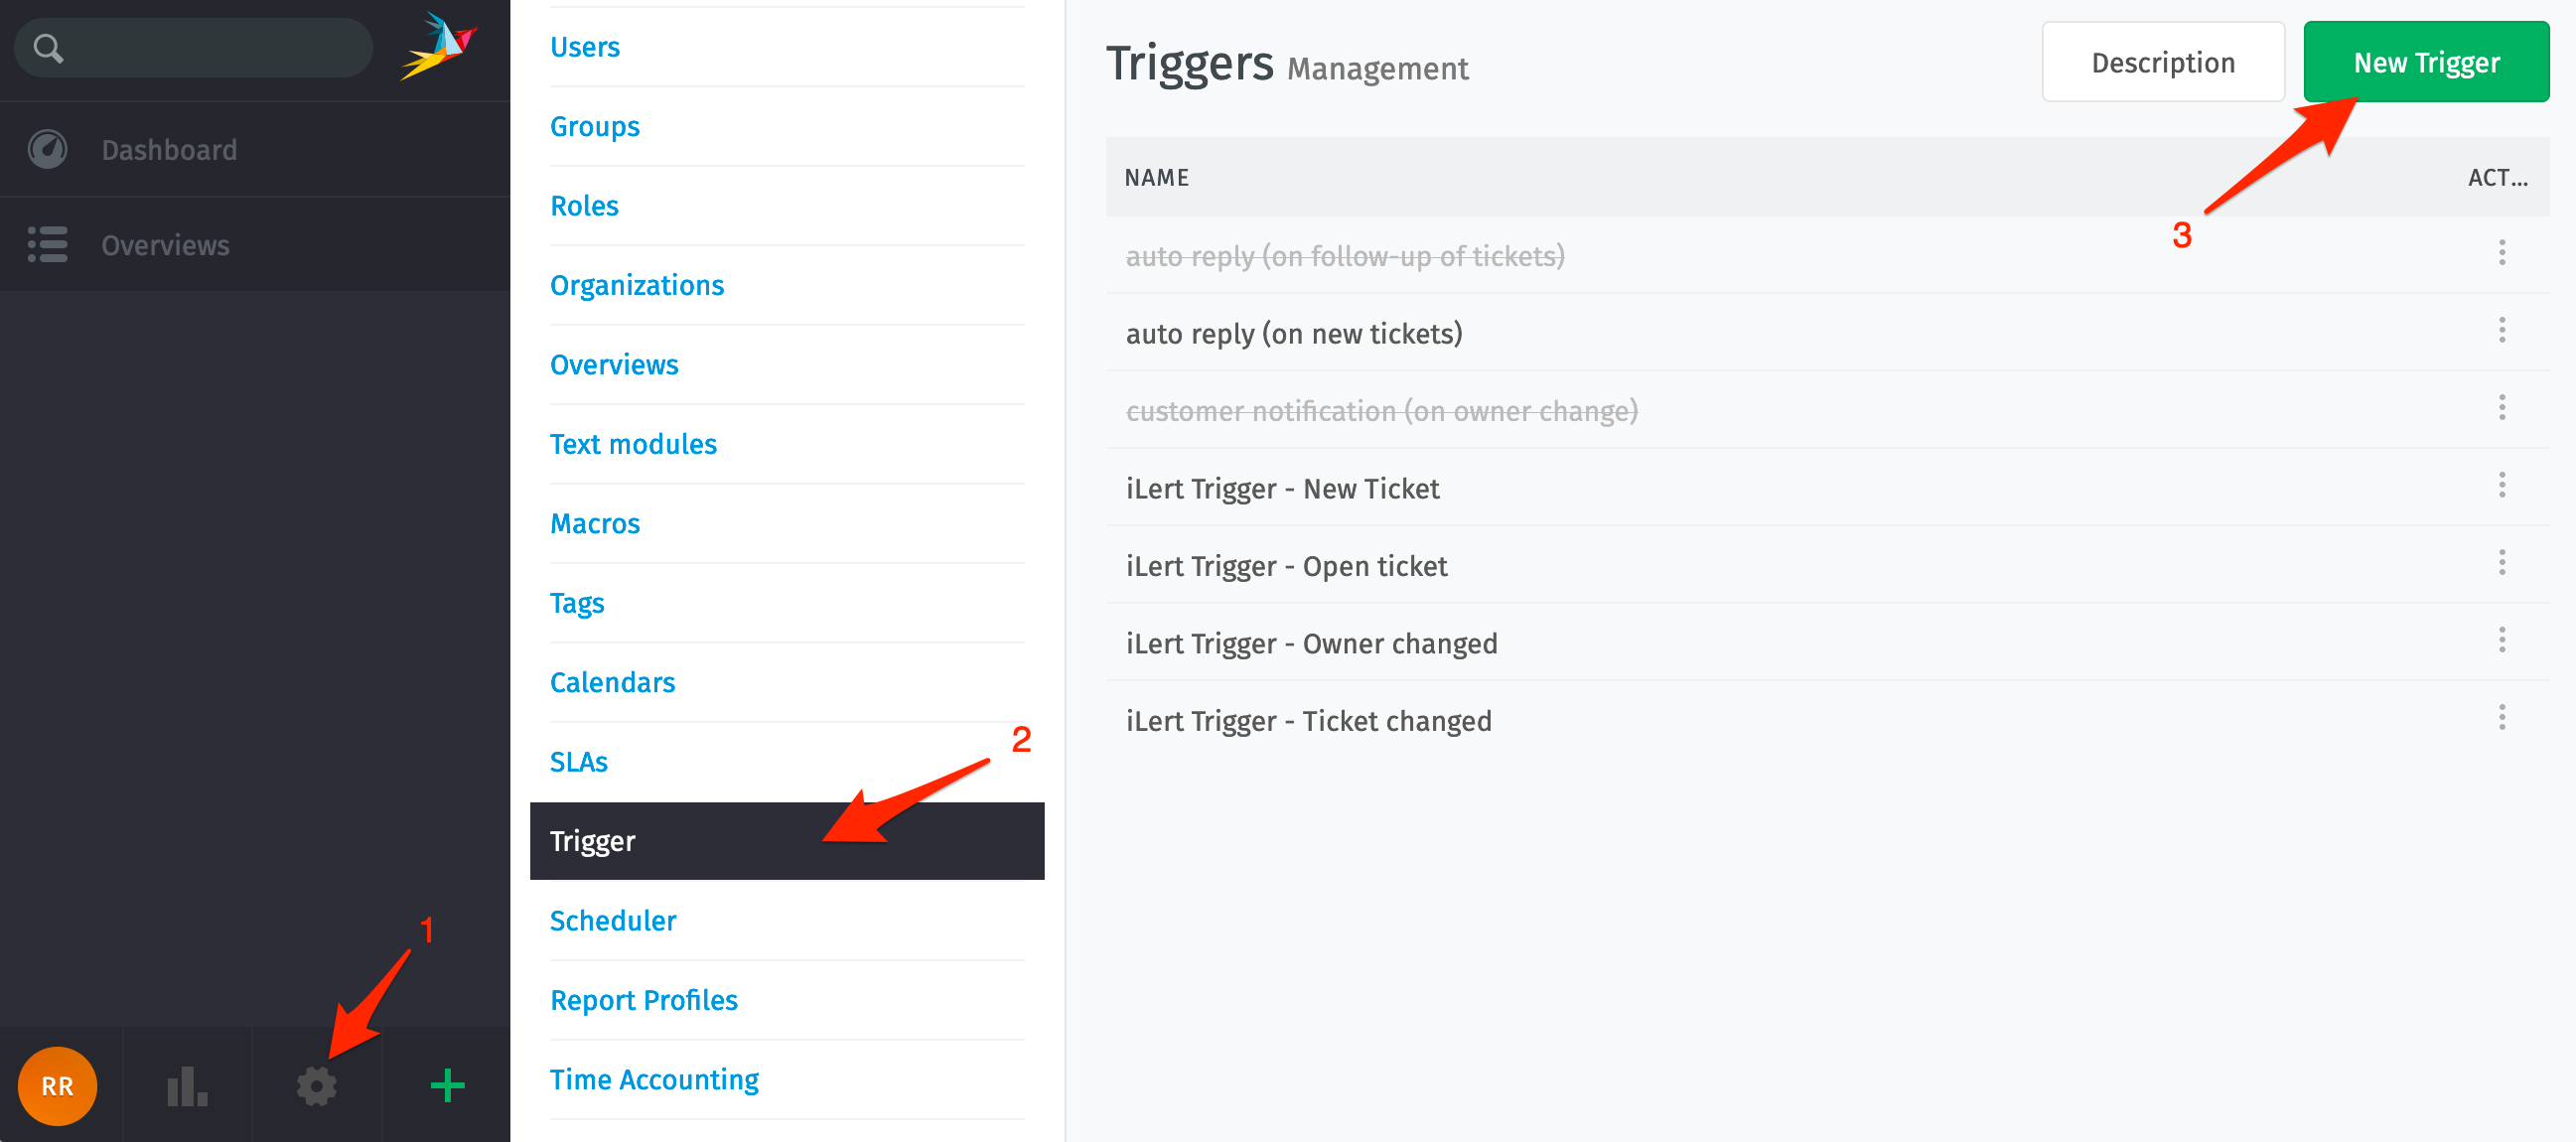 Dashboard
Overviews
1
RR
Users
Groups
Roles
Organizations
Overviews
Text modules
Macros
Tags
Calendars
SLAs
2
Trigger
Scheduler
Report Profiles
Time Accounting
Triggers Management
Description
New Trigger
3
NAME
ACT...
auto reply (on follow-up of tickets)
auto reply (on new tickets)
customer notification (on owner change)
iLert Trigger - New Ticket
iLert Trigger - Open ticket
iLert Trigger - Owner changed
iLert Trigger - Ticket changed